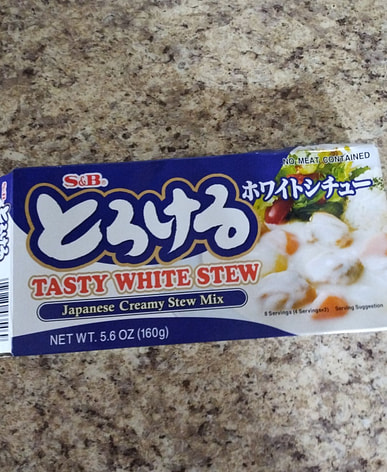 NO MEAT CONTAINED
S&B®
ホワイトシチュー
とろける
TASTY WHITE STEW
Japanese Creamy Stew Mix
NET WT. 5.6 OZ (160g)
Serving Suggestion